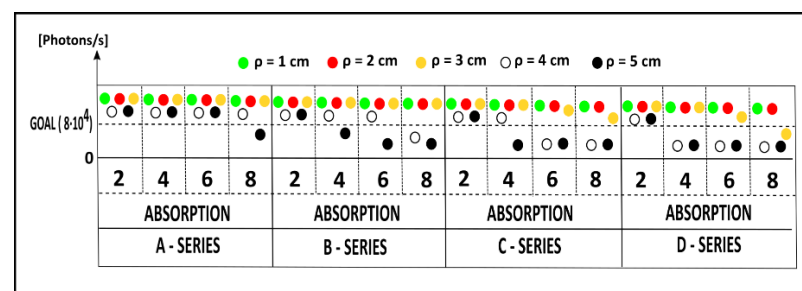 [Photons/s]
ρ = 1 cm ρ = 2 cm ρ = 3 cm ρ = 4 cm ρ = 5 cm
GOAL ( 8·10⁴)
0
2 4 6 8 2 4 6 8 2 4 6 8 2 4 6 8
ABSORPTION ABSORPTION ABSORPTION ABSORPTION
A - SERIES B - SERIES C - SERIES D - SERIES